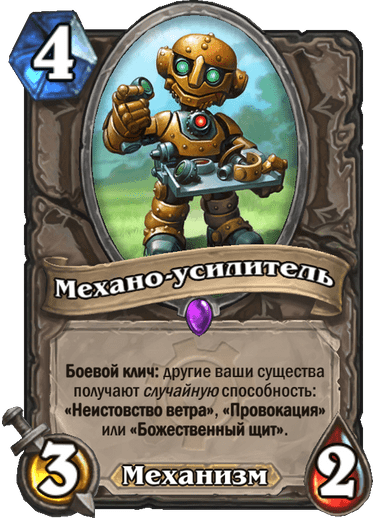 4
Механо-усилитель
Боевой клич: другие ваши существа
получают случайную способность:
«Неистовство ветра», «Провокация»
или «Божественный щит».
3
Механизм
2